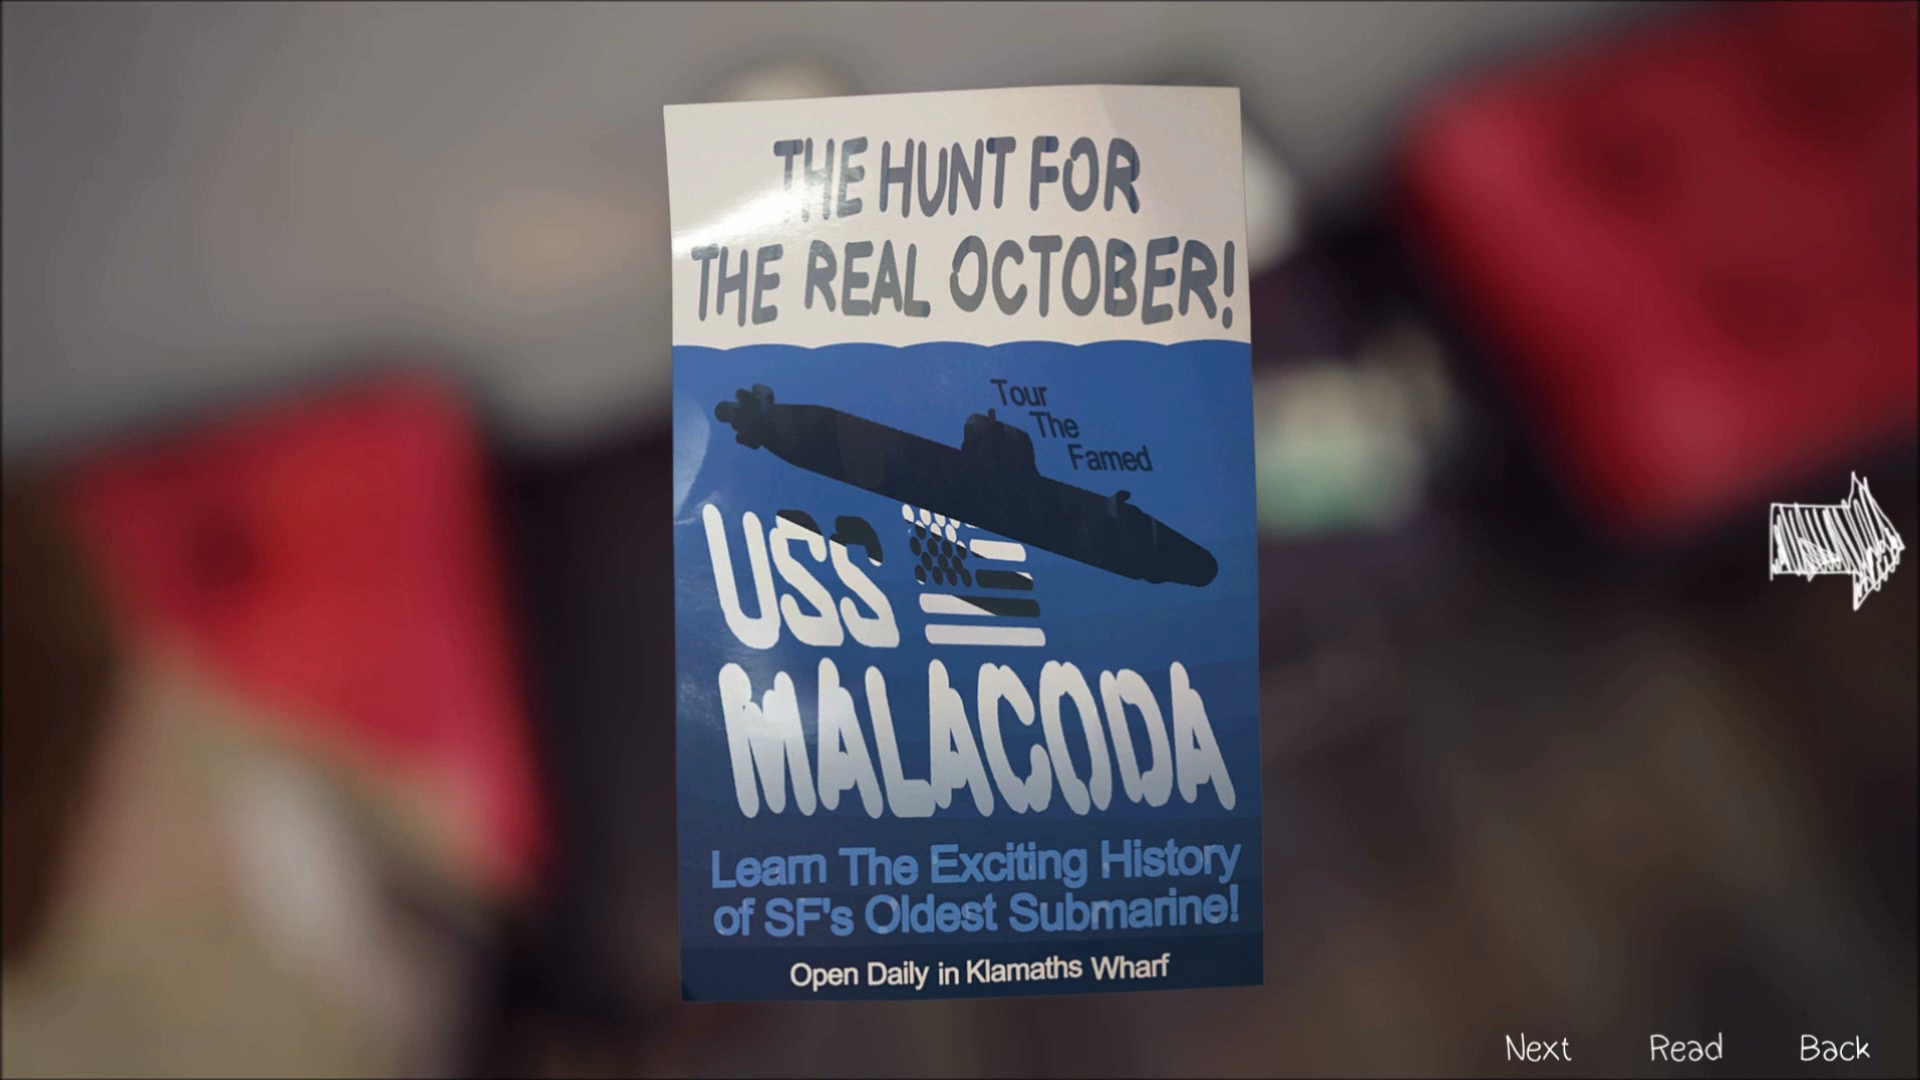 THE HUNT FOR
THE REAL OCTOBER!
Tour
The
Famed
USS
MALACODA
Learn The Exciting History
of SF's Oldest Submarine!
Open Daily in Klamaths Wharf
Next Read Back